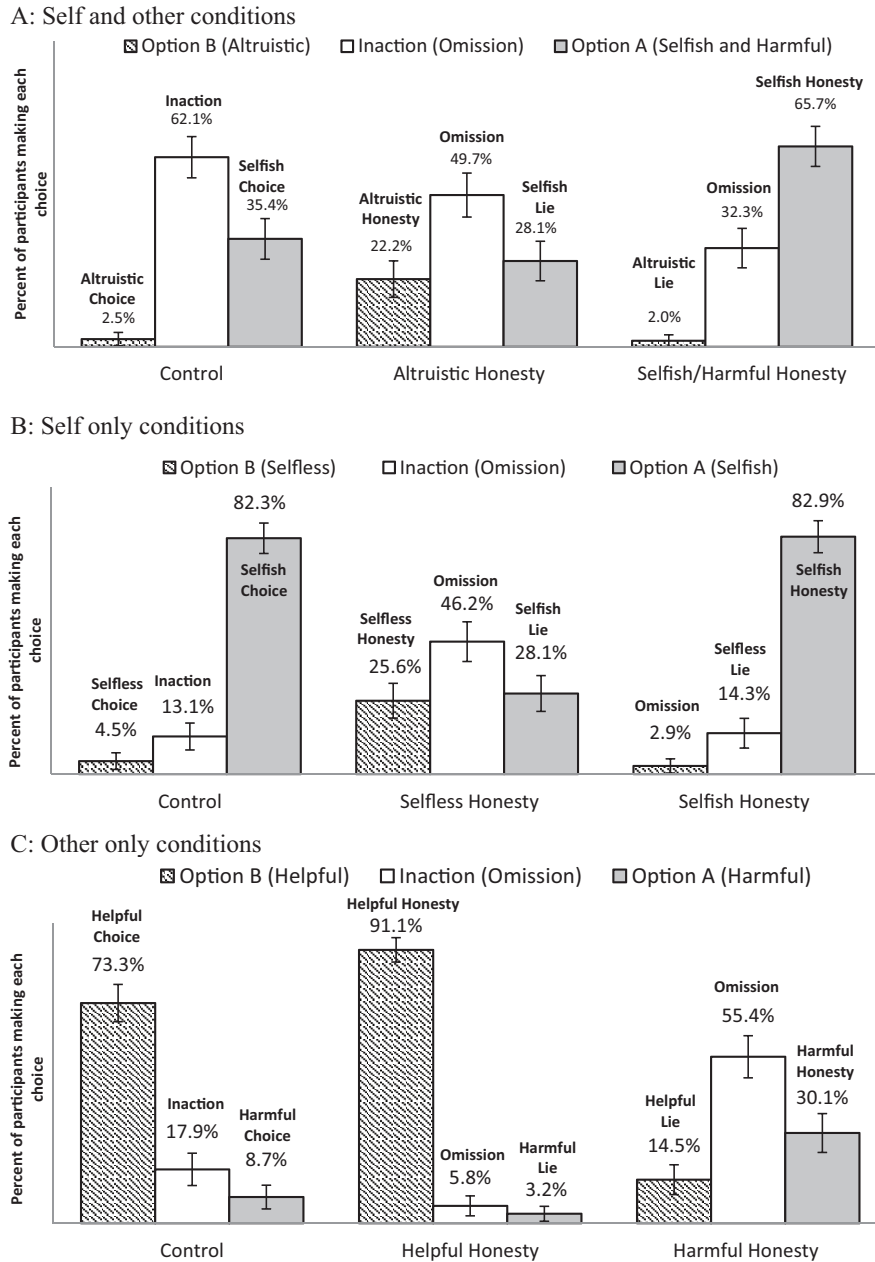 A: Self and other conditions
Option B (Altruistic) Inaction (Omission) Option A (Selfish and Harmful)
Percent of participants making each
choice
Altruistic
Choice
2.5%
Inaction
62.1%
Selfish
Choice
35.4%
Altruistic
Honesty
22.2%
Omission
49.7%
Selfish
Lie
28.1%
Altruistic
Lie
2.0%
Omission
32.3%
Selfish Honesty
65.7%
Control Altruistic Honesty Selfish/Harmful Honesty
B: Self only conditions
Option B (Selfless) Inaction (Omission) Option A (Selfish)
Percent of participants making each
choice
Selfless
Choice
4.5%
Inaction
13.1%
82.3%
Selfish
Choice
Selfless
Honesty
25.6%
Omission
46.2%
Selfish
Lie
28.1%
Omission
2.9%
Selfless
Lie
14.3%
82.9%
Selfish
Honesty
Control Selfless Honesty Selfish Honesty
C: Other only conditions
Option B (Helpful) Inaction (Omission) Option A (Harmful)
Percent of participants making each
choice
Helpful
Choice
73.3%
Inaction
17.9%
Harmful
Choice
8.7%
Helpful Honesty
91.1%
Omission
5.8%
Harmful
Lie
3.2%
Helpful
Lie
14.5%
Omission
55.4%
Harmful
Honesty
30.1%
Control Helpful Honesty Harmful Honesty